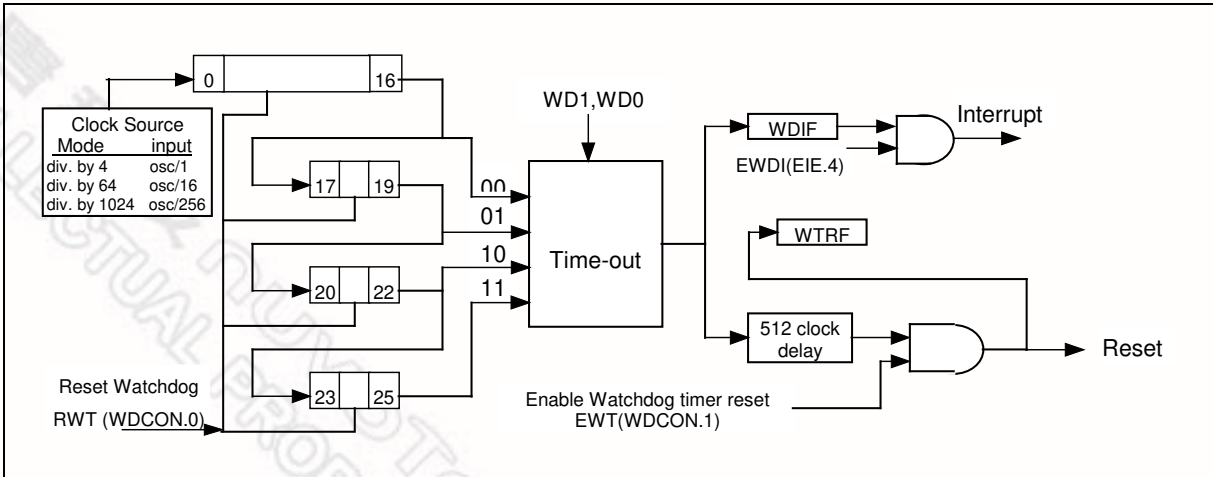 0 16
Clock Source
Mode input
div. by 4 osc/1
div. by 64 osc/16
div. by 1024 osc/256
17 19
20 22
23 25
Reset Watchdog
RWT (WDCON.0)
WD1,WD0
00
01
10
11
Time-out
WDIF
EWDI(EIE.4)
Interrupt
WTRF
512 clock
delay
Reset
Enable Watchdog timer reset
EWT(WDCON.1)